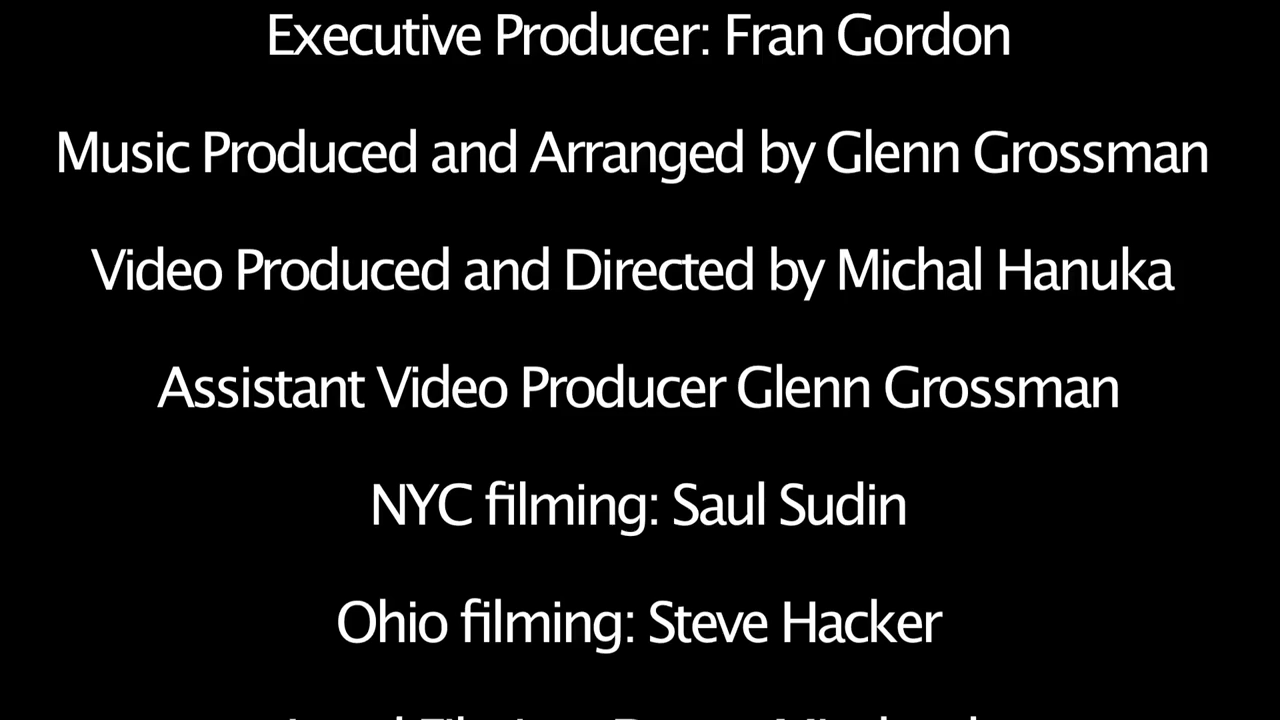 Executive Producer: Fran Gordon
Music Produced and Arranged by Glenn Grossman
Video Produced and Directed by Michal Hanuka
Assistant Video Producer Glenn Grossman
NYC filming: Saul Sudin
Ohio filming: Steve Hacker